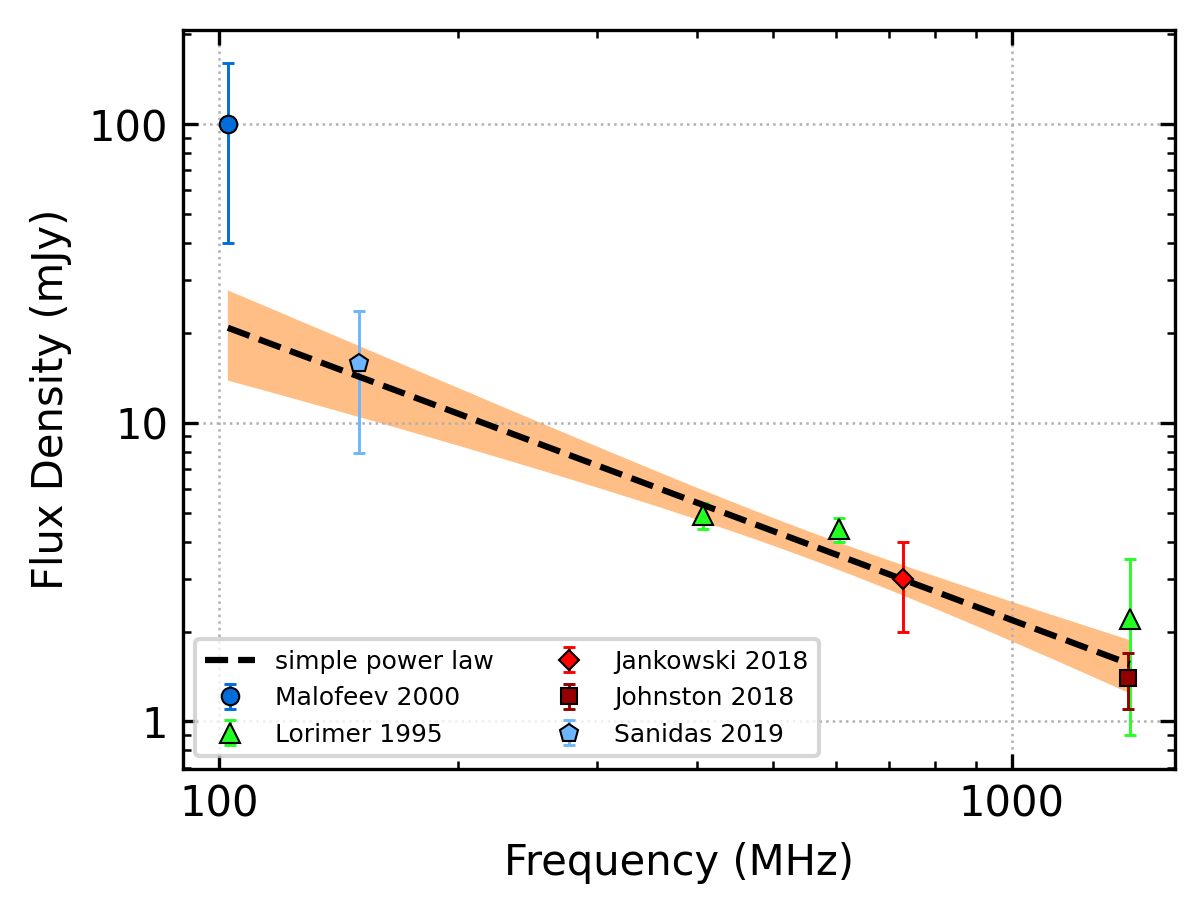 Flux Density (mJy)
100
10
1
simple power law
Malofeev 2000
Lorimer 1995
Jankowski 2018
Johnston 2018
Sanidas 2019
100
1000
Frequency (MHz)